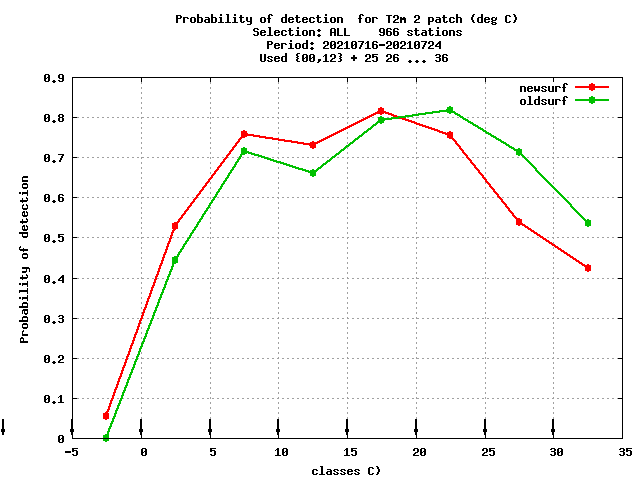 Probability of detection  for T2m 2 patch (deg C)
Selection: ALL    966 stations
Period: 20210716-20210724
Used {00,12} + 25 26 ... 36
newsurf
oldsurf
Probability of detection
0.9
0.8
0.7
0.6
0.5
0.4
0.3
0.2
0.1
0
-5 0 5 10 15 20 25 30 35
classes C)